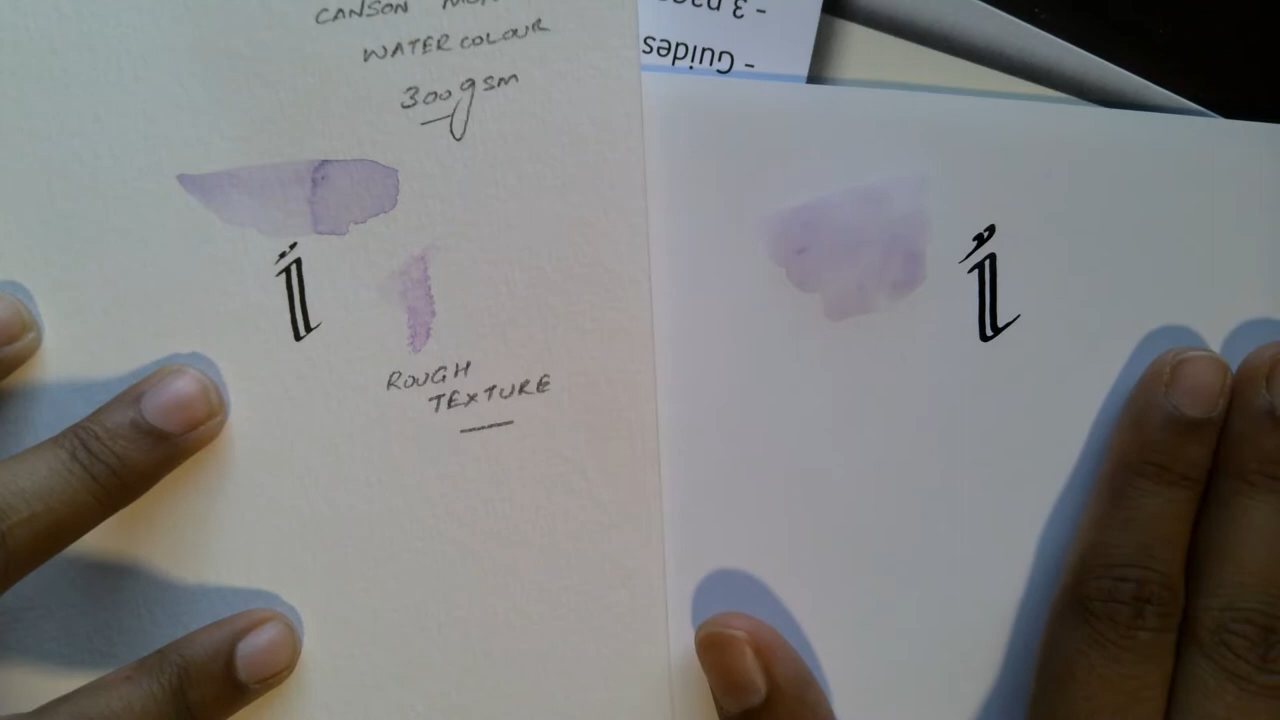 CANSON
WATER COLOUR
300gsm
ROUGH
TEXTURE
i
i
- Guides